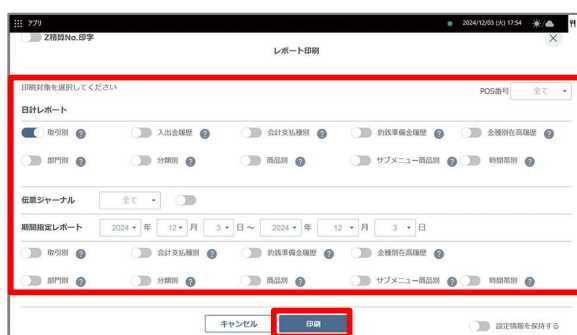 アプリ 2024/12/03 (火) 17:54
Z精算No.印字
レポート印刷
印刷対象を選択してください POS番号 全て
日計レポート
取引別 ? 入出金履歴 ? 会計支払種別 ? 釣銭準備金履歴 ? 金種別在高履歴 ?
部門別 ? 分類別 ? 商品別 ? サブメニュー商品別 ? 時間帯別 ?
伝票ジャーナル 全て
期間指定レポート 2024 年 12 月 3 日 ～ 2024 年 12 月 3 日
取引別 ? 会計支払種別 ? 釣銭準備金履歴 ? 金種別在高履歴 ?
部門別 ? 分類別 ? 商品別 ? サブメニュー商品別 ? 時間帯別 ?
キャンセル 印刷 設定情報を保持する